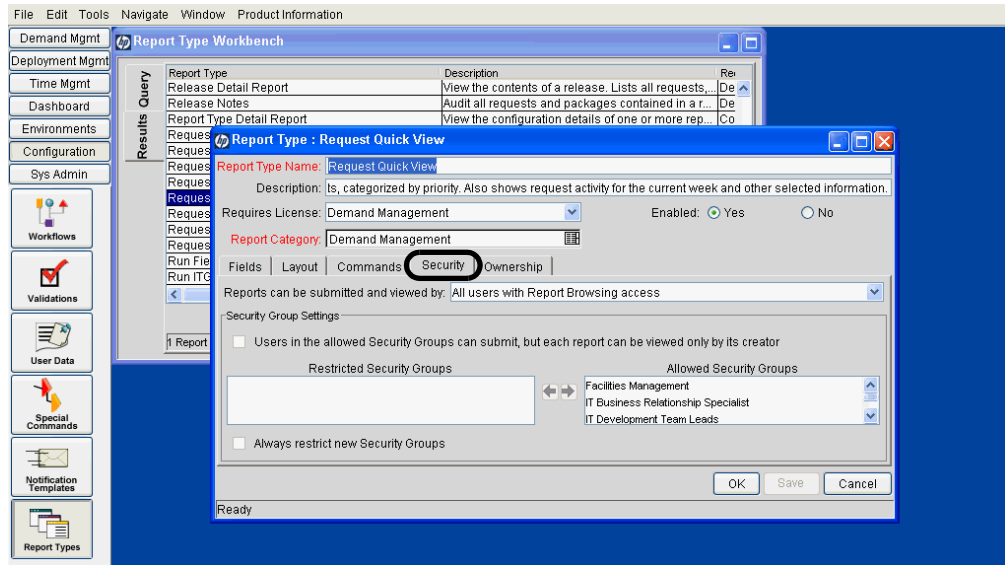 File Edit Tools Navigate Window Product Information
Demand Mgmt
Deployment Mgmt
Time Mgmt
Dashboard
Environments
Configuration
Sys Admin
Workflows
Validations
User Data
Special
Commands
Notification
Templates
Report Types
hp Report Type Workbench
Query
Results
Report Type Description Re
Release Detail Report View the contents of a release. Lists all requests,... De
Release Notes Audit all requests and packages contained in a r... De
Report Type Detail Report View the configuration details of one or more rep... Co
Reques
Reques
Reques
Reques
Reques
Reques
Reques
Reques
Run Fie
Run ITG
1 Report
hp Report Type : Request Quick View
Report Type Name: Request Quick View
Description: ts, categorized by priority. Also shows request activity for the current week and other selected information.
Requires License: Demand Management Enabled: Yes No
Report Category: Demand Management
Fields Layout Commands Security Ownership
Reports can be submitted and viewed by: All users with Report Browsing access
Security Group Settings
Users in the allowed Security Groups can submit, but each report can be viewed only by its creator
Restricted Security Groups Allowed Security Groups
Facilities Management
IT Business Relationship Specialist
IT Development Team Leads
Always restrict new Security Groups
OK Save Cancel
Ready